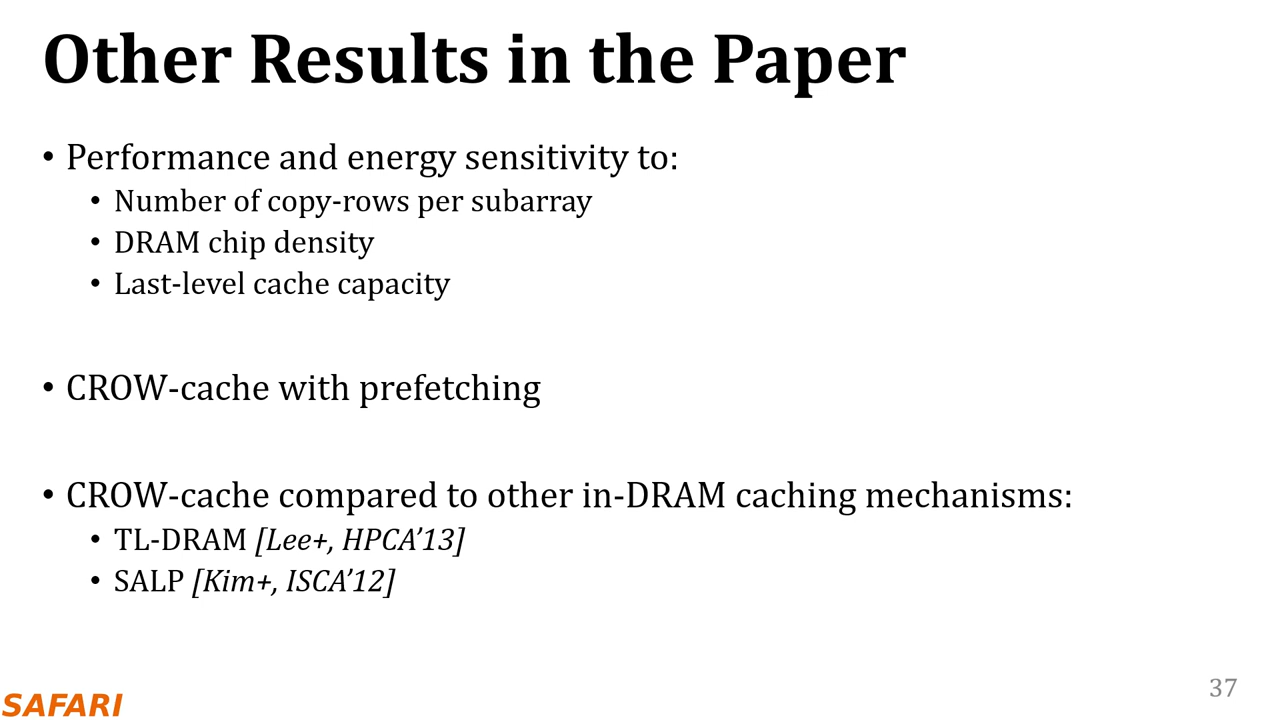 Other Results in the Paper
• Performance and energy sensitivity to:
• Number of copy-rows per subarray
• DRAM chip density
• Last-level cache capacity
• CROW-cache with prefetching
• CROW-cache compared to other in-DRAM caching mechanisms:
• TL-DRAM [Lee+, HPCA’13]
• SALP [Kim+, ISCA’12]
SAFARI
37